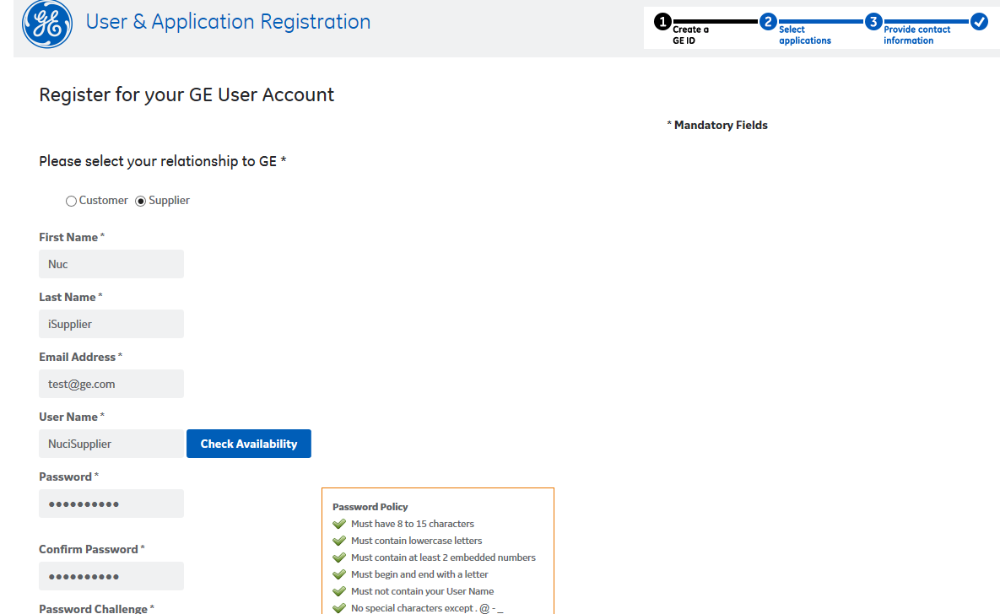 GE User & Application Registration
1 2 3
Create a GE ID
Select applications
Provide contact information
Register for your GE User Account
* Mandatory Fields
Please select your relationship to GE *
Customer Supplier
First Name *
Nuc
Last Name *
iSupplier
Email Address *
test@ge.com
User Name *
NuciSupplier Check Availability
Password *
••••••••••
Password Policy
Must have 8 to 15 characters
Must contain lowercase letters
Must contain at least 2 embedded numbers
Must begin and end with a letter
Must not contain your User Name
No special characters except . @ - _
Confirm Password *
••••••••••
Password Challenge *